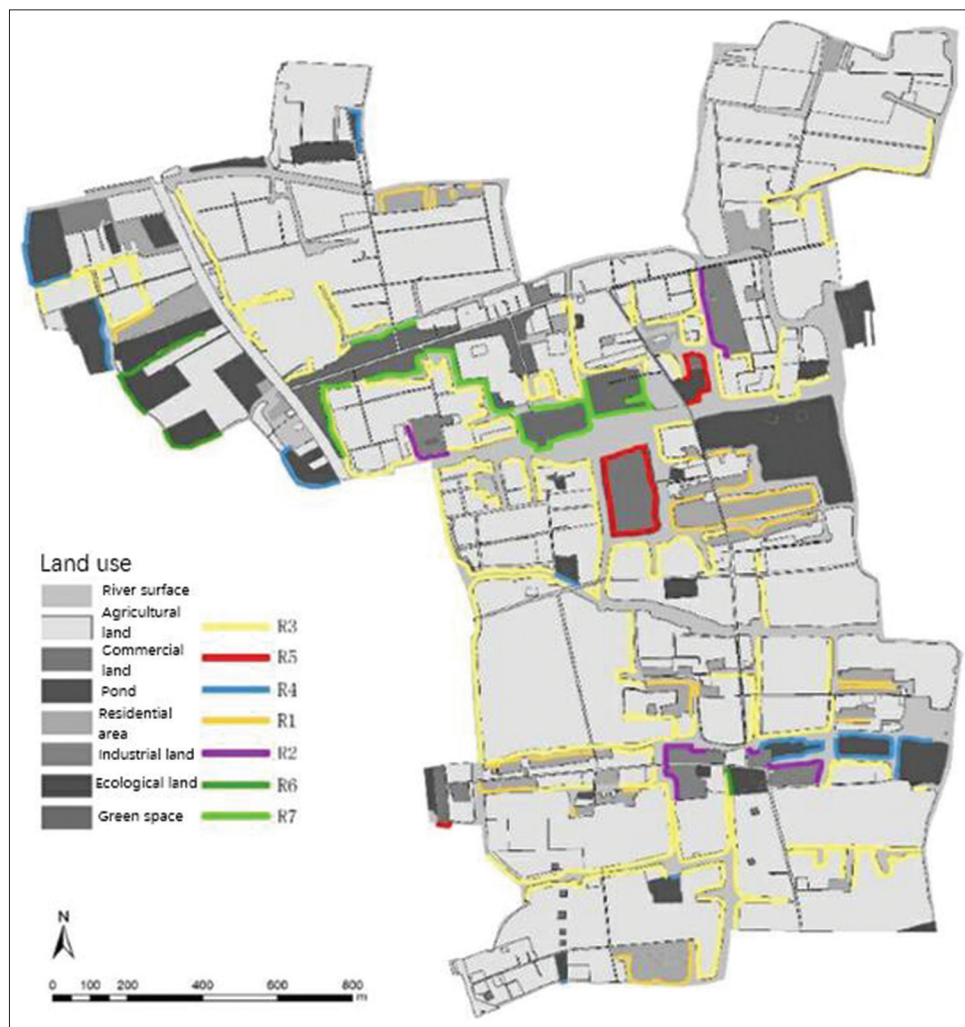 Land use
River surface
Agricultural
land
Commercial
land
Pond
Residential
area
Industrial land
Ecological land
Green space
R3
R5
R4
R1
R2
R6
R7
N
0 100 200 400 600 800
m